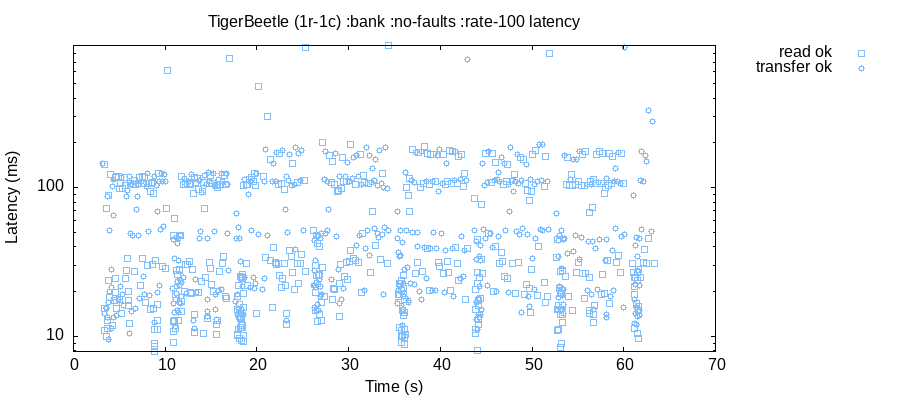 TigerBeetle (1r-1c) :bank :no-faults :rate-100 latency
read ok
transfer ok
Latency (ms)
100
10
0 10 20 30 40 50 60 70
Time (s)